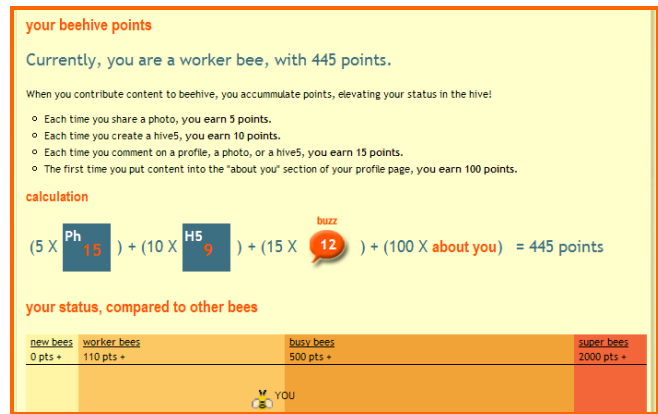 your beehive points
Currently, you are a worker bee, with 445 points.
When you contribute content to beehive, you accummulate points, elevating your status in the hive!
Each time you share a photo, you earn 5 points.
Each time you create a hive5, you earn 10 points.
Each time you comment on a profile, a photo, or a hive5, you earn 15 points.
The first time you put content into the "about you" section of your profile page, you earn 100 points.
calculation
buzz
(5 X Ph 15 ) + (10 X H5 9 ) + (15 X 12 ) + (100 X about you) = 445 points
your status, compared to other bees
new bees worker bees busy bees super bees
0 pts + 110 pts + 500 pts + 2000 pts +
YOU